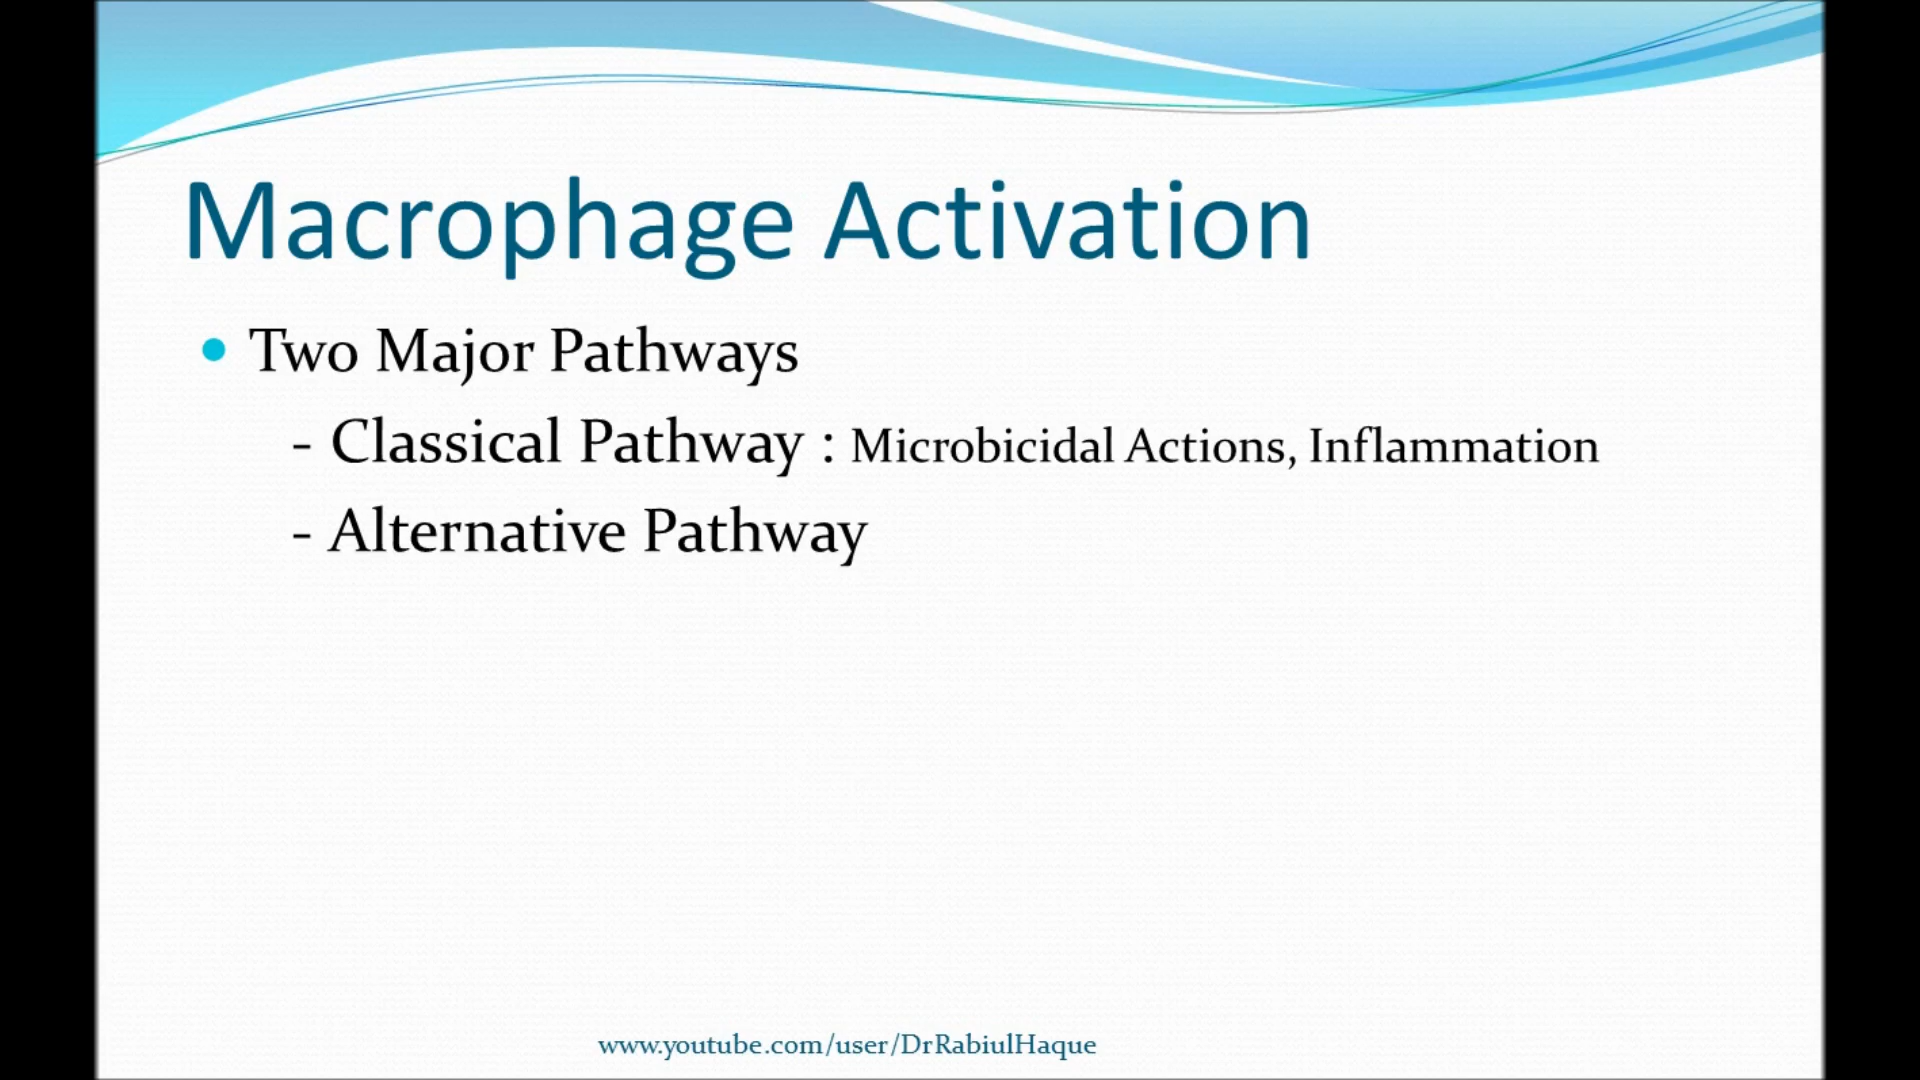 Macrophage Activation
• Two Major Pathways
- Classical Pathway : Microbicidal Actions, Inflammation
- Alternative Pathway
www.youtube.com/user/DrRabiulHaque